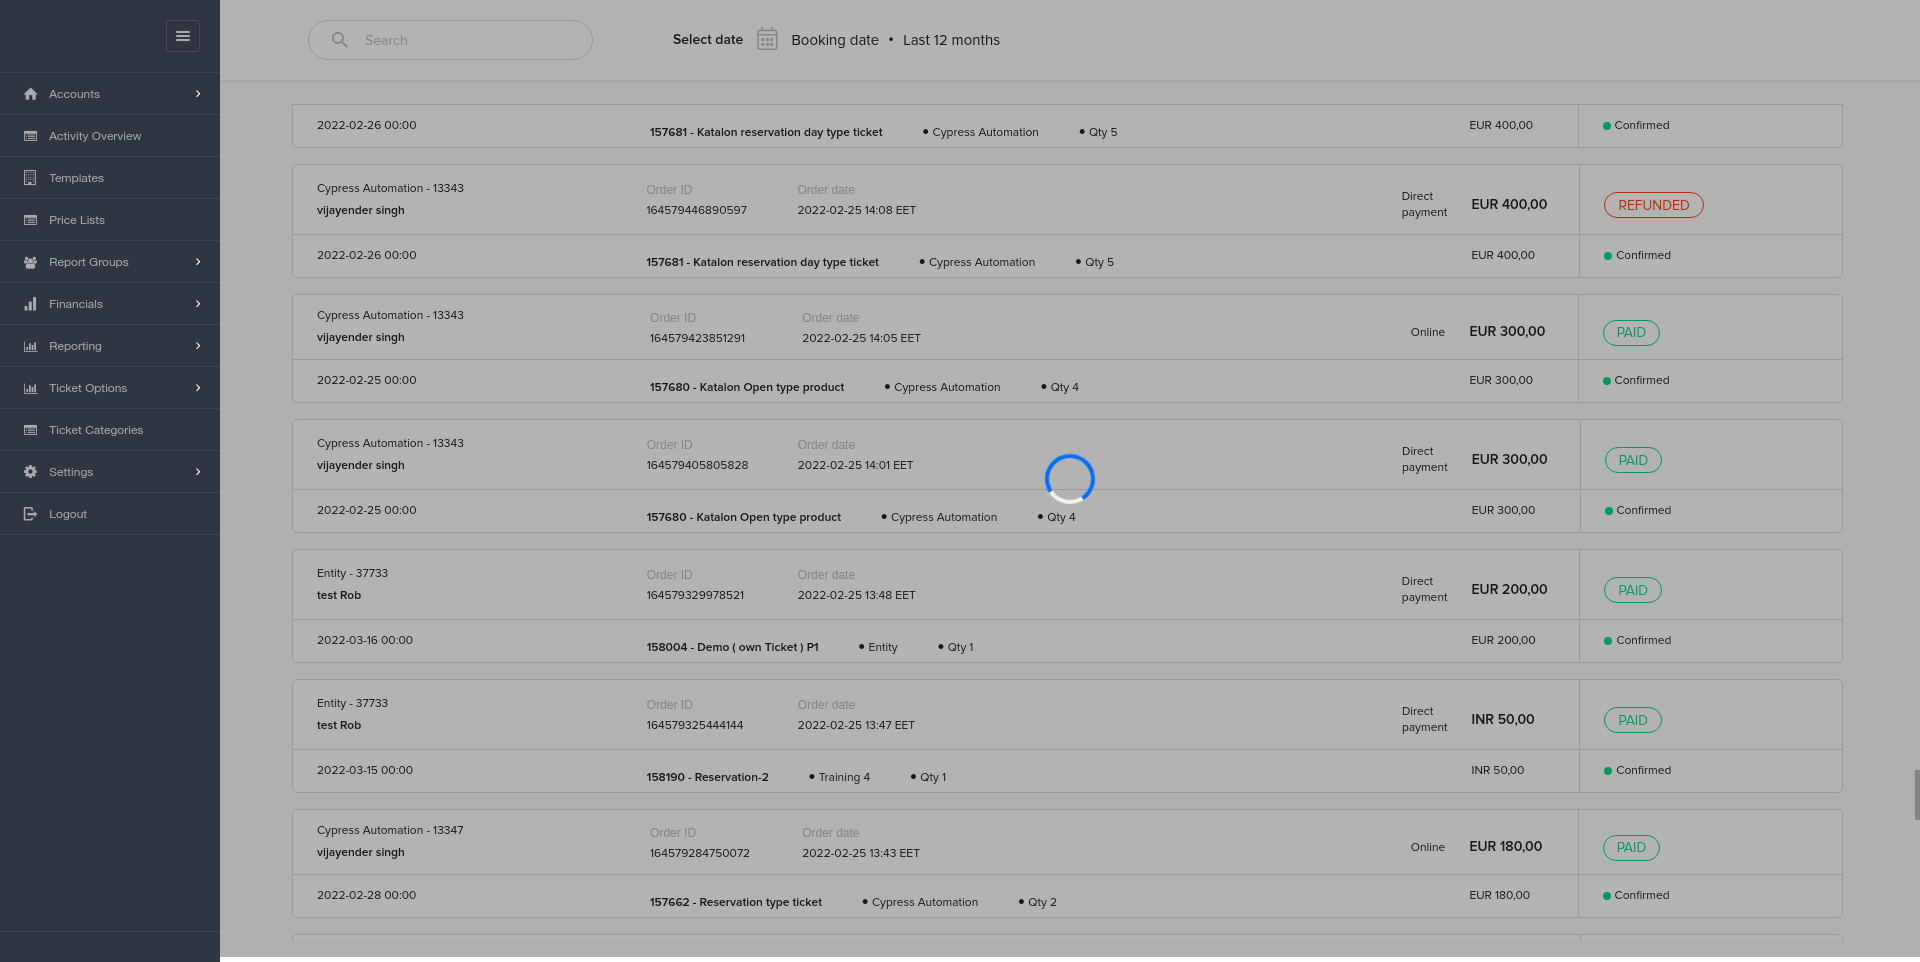 Search
Select date Booking date • Last 12 months
Accounts
Activity Overview
Templates
Price Lists
Report Groups
Financials
Reporting
Ticket Options
Ticket Categories
Settings
Logout
2022-02-26 00:00 157681 - Katalon reservation day type ticket • Cypress Automation • Qty 5 EUR 400,00 Confirmed
Cypress Automation - 13343 Order ID Order date Direct
vijayender singh 164579446890597 2022-02-25 14:08 EET payment EUR 400,00 REFUNDED
2022-02-26 00:00 157681 - Katalon reservation day type ticket • Cypress Automation • Qty 5 EUR 400,00 Confirmed
Cypress Automation - 13343 Order ID Order date
vijayender singh 164579423851291 2022-02-25 14:05 EET Online EUR 300,00 PAID
2022-02-25 00:00 157680 - Katalon Open type product • Cypress Automation • Qty 4 EUR 300,00 Confirmed
Cypress Automation - 13343 Order ID Order date Direct
vijayender singh 164579405805828 2022-02-25 14:01 EET payment EUR 300,00 PAID
2022-02-25 00:00 157680 - Katalon Open type product • Cypress Automation • Qty 4 EUR 300,00 Confirmed
Entity - 37733 Order ID Order date Direct
test Rob 164579329978521 2022-02-25 13:48 EET payment EUR 200,00 PAID
2022-03-16 00:00 158004 - Demo ( own Ticket ) P1 • Entity • Qty 1 EUR 200,00 Confirmed
Entity - 37733 Order ID Order date Direct
test Rob 164579325444144 2022-02-25 13:47 EET payment INR 50,00 PAID
2022-03-15 00:00 158190 - Reservation-2 • Training 4 • Qty 1 INR 50,00 Confirmed
Cypress Automation - 13347 Order ID Order date
vijayender singh 164579284750072 2022-02-25 13:43 EET Online EUR 180,00 PAID
2022-02-28 00:00 157662 - Reservation type ticket • Cypress Automation • Qty 2 EUR 180,00 Confirmed